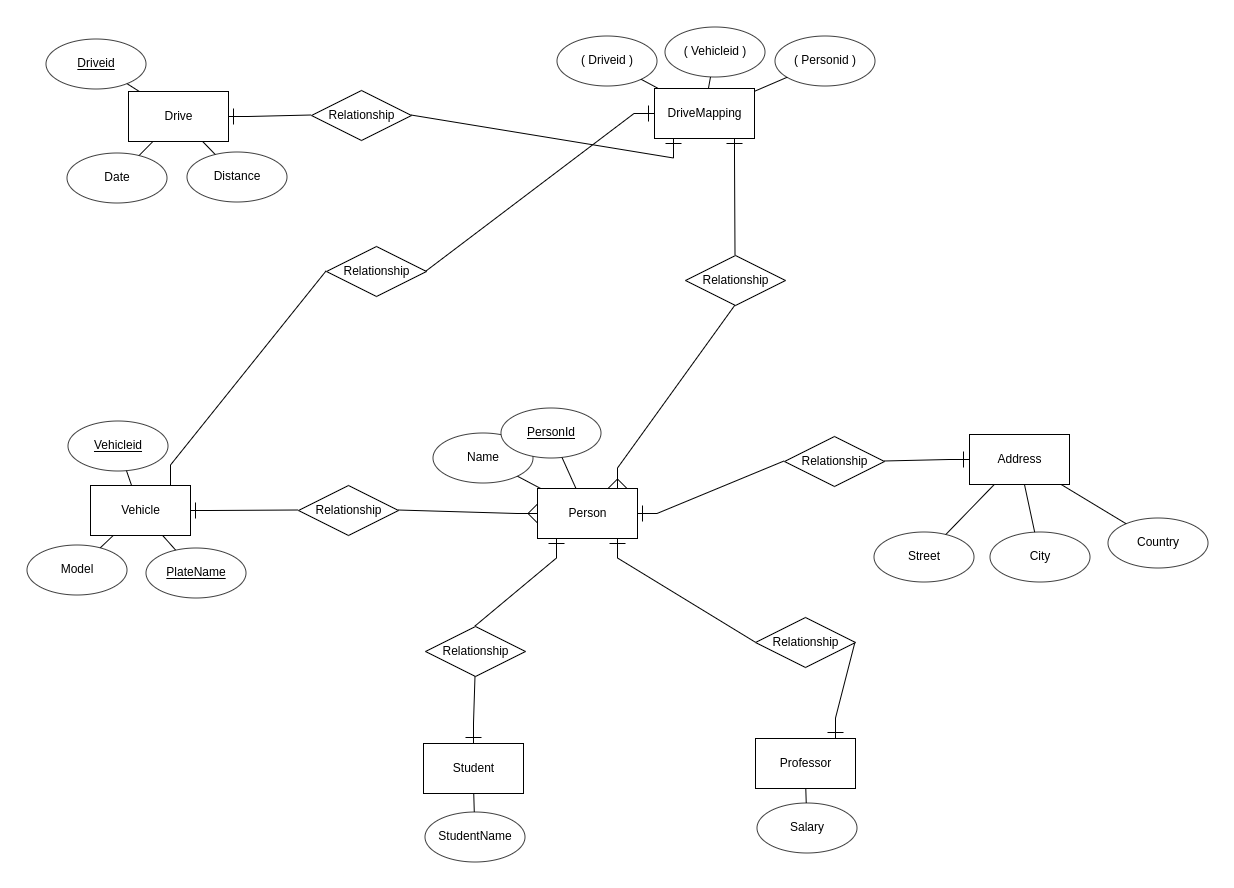 ( Vehicleid )
( Driveid )
( Personid )
Driveid
Drive
Relationship
DriveMapping
Date
Distance
Relationship
Relationship
PersonId
Name
Vehicleid
Address
Relationship
Vehicle
Relationship
Person
Street
City
Country
Model
PlateName
Relationship
Relationship
Student
Professor
StudentName
Salary